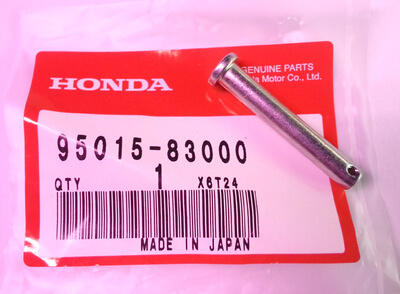 GENUINE PARTS
Motor Co., Ltd.
HONDA
95015-83000
QTY 1 X6T24
MADE IN JAPAN